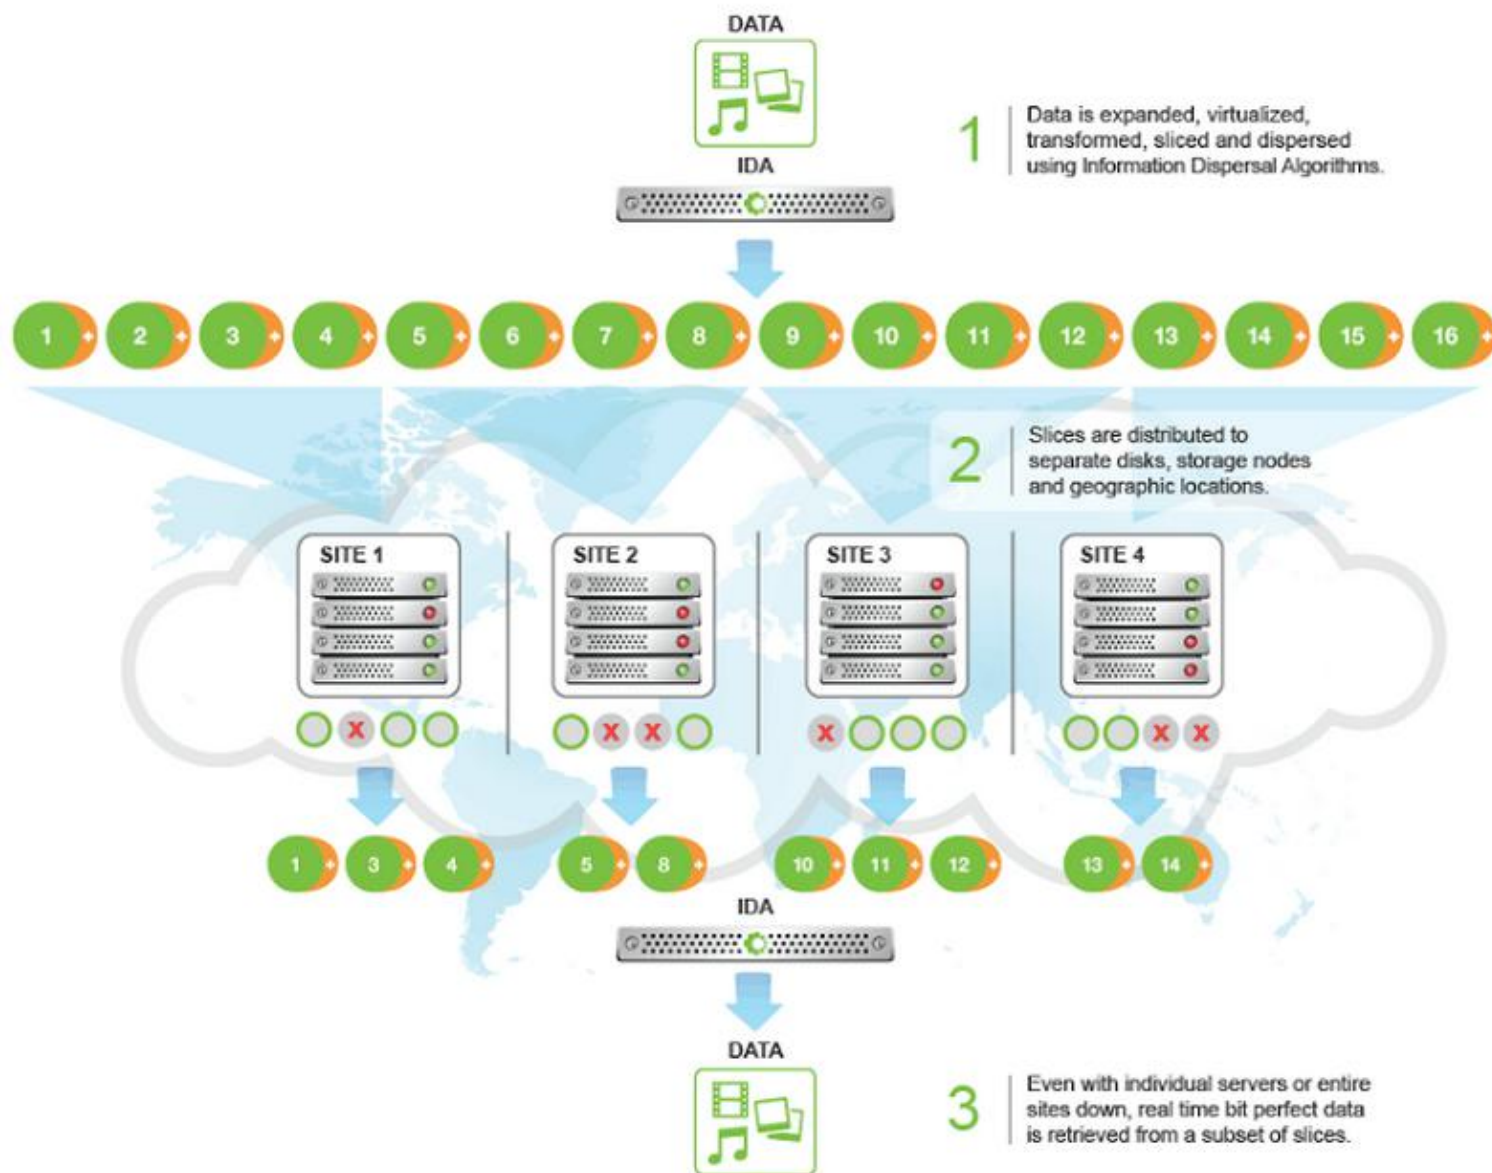 DATA
1
Data is expanded, virtualized,
transformed, sliced and dispersed
using Information Dispersal Algorithms.
IDA
1 + 2 + 3 + 4 + 5 + 6 + 7 + 8 + 9 + 10 + 11 + 12 + 13 + 14 + 15 + 16 +
2
Slices are distributed to
separate disks, storage nodes
and geographic locations.
SITE 1 SITE 2 SITE 3 SITE 4
X X X X X X
1 + 3 + 4 + 5 + 8 + 10 + 11 + 12 + 13 + 14 +
IDA
DATA
3
Even with individual servers or entire
sites down, real time bit perfect data
is retrieved from a subset of slices.